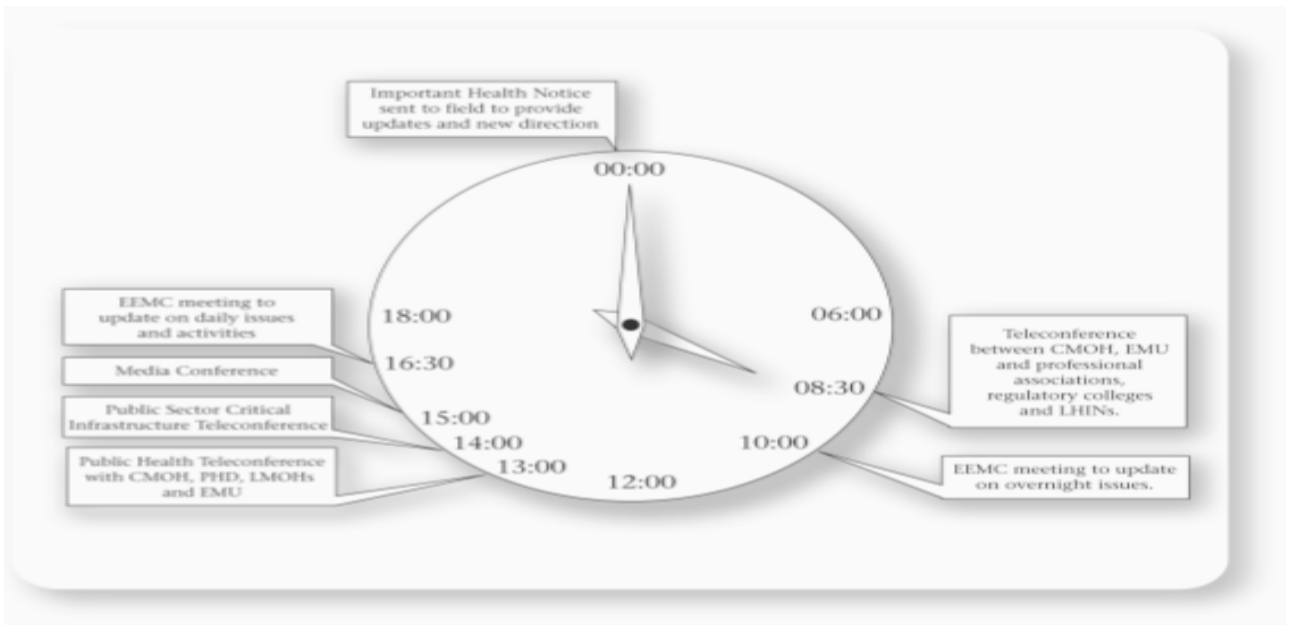 Important Health Notice
sent to field to provide
updates and new direction
00:00
06:00
08:30
10:00
12:00
13:00
14:00
15:00
16:30
18:00
Teleconference
between CMOH, EMU
and professional
associations,
regulatory colleges
and LHINs.
EEMC meeting to update
on overnight issues.
Public Health Teleconference
with CMOH, PHD, LMOHs
and EMU
Public Sector Critical
Infrastructure Teleconference
Media Conference
EEMC meeting to
update on daily issues
and activities